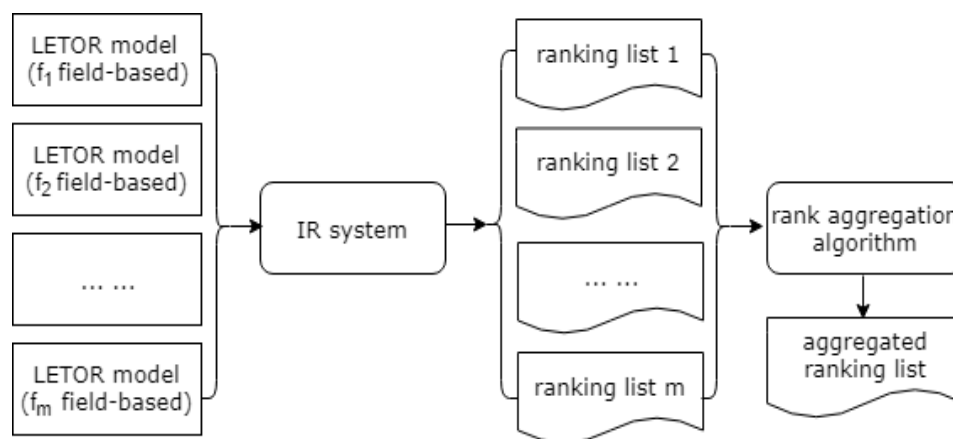 LETOR model
(f₁ field-based)
LETOR model
(f₂ field-based)
... ...
LETOR model
(fₘ field-based)
IR system
ranking list 1
ranking list 2
... ...
ranking list m
rank aggregation
algorithm
aggregated
ranking list